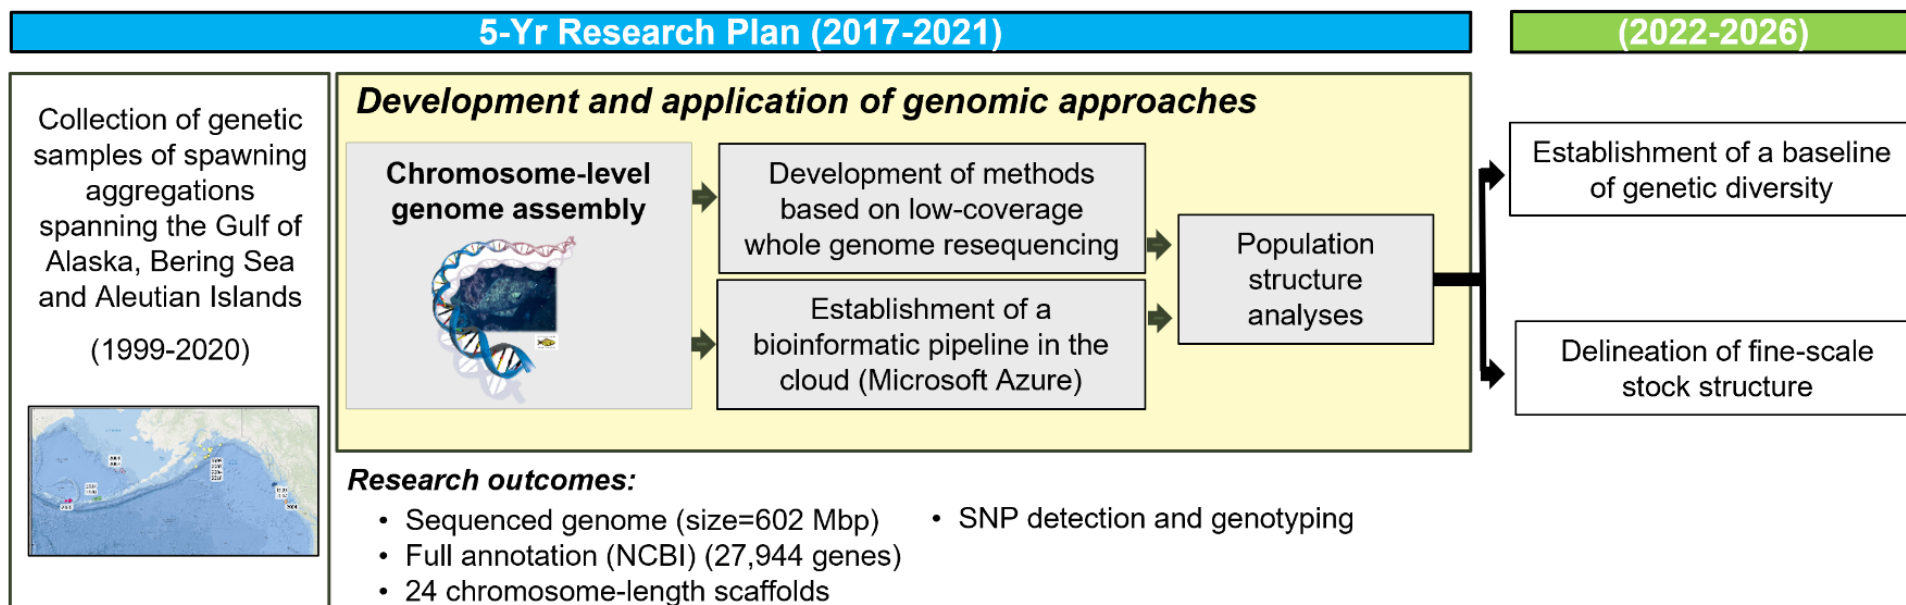 5-Yr Research Plan (2017-2021)
(2022-2026)
Collection of genetic
samples of spawning
aggregations
spanning the Gulf of
Alaska, Bering Sea
and Aleutian Islands
(1999-2020)
Development and application of genomic approaches
Chromosome-level
genome assembly
Development of methods
based on low-coverage
whole genome resequencing
Establishment of a
bioinformatic pipeline in the
cloud (Microsoft Azure)
Population
structure
analyses
Establishment of a baseline
of genetic diversity
Delineation of fine-scale
stock structure
Research outcomes:
• Sequenced genome (size=602 Mbp)
• Full annotation (NCBI) (27,944 genes)
• 24 chromosome-length scaffolds
• SNP detection and genotyping